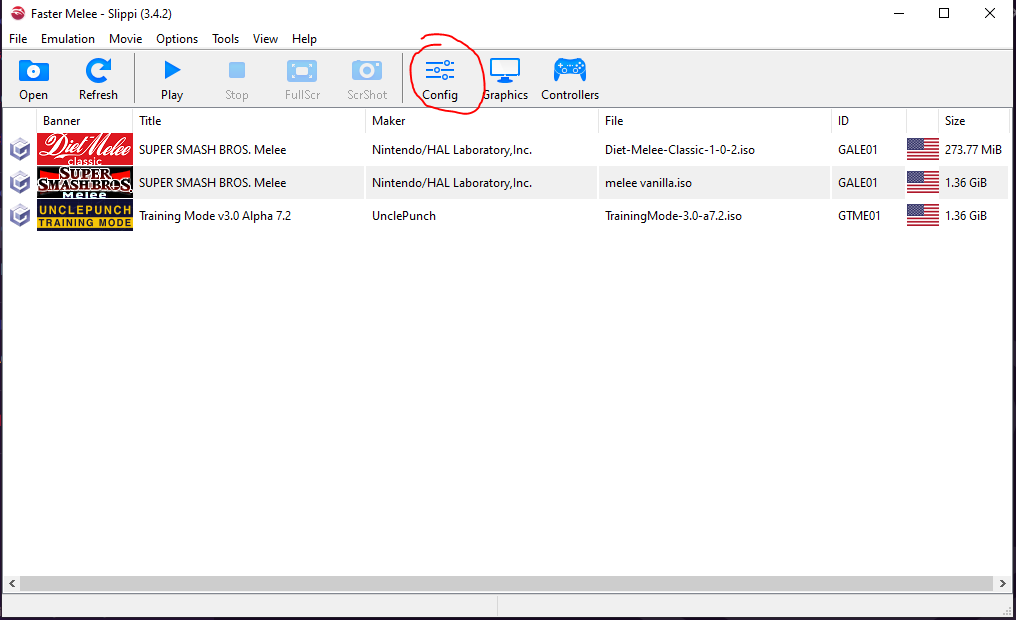 Faster Melee - Slippi (3.4.2)
File Emulation Movie Options Tools View Help
Open Refresh Play Stop FullScr ScrShot Config Graphics Controllers
Banner Title Maker File ID Size
Diet Melee
classic
SUPER SMASH BROS. Melee Nintendo/HAL Laboratory,Inc. Diet-Melee-Classic-1-0-2.iso GALE01 273.77 MiB
SUPER
SMASH BROS.
Melee
SUPER SMASH BROS. Melee Nintendo/HAL Laboratory,Inc. melee vanilla.iso GALE01 1.36 GiB
UNCLEPUNCH
TRAINING MODE
Training Mode v3.0 Alpha 7.2 UnclePunch TrainingMode-3.0-a7.2.iso GTME01 1.36 GiB